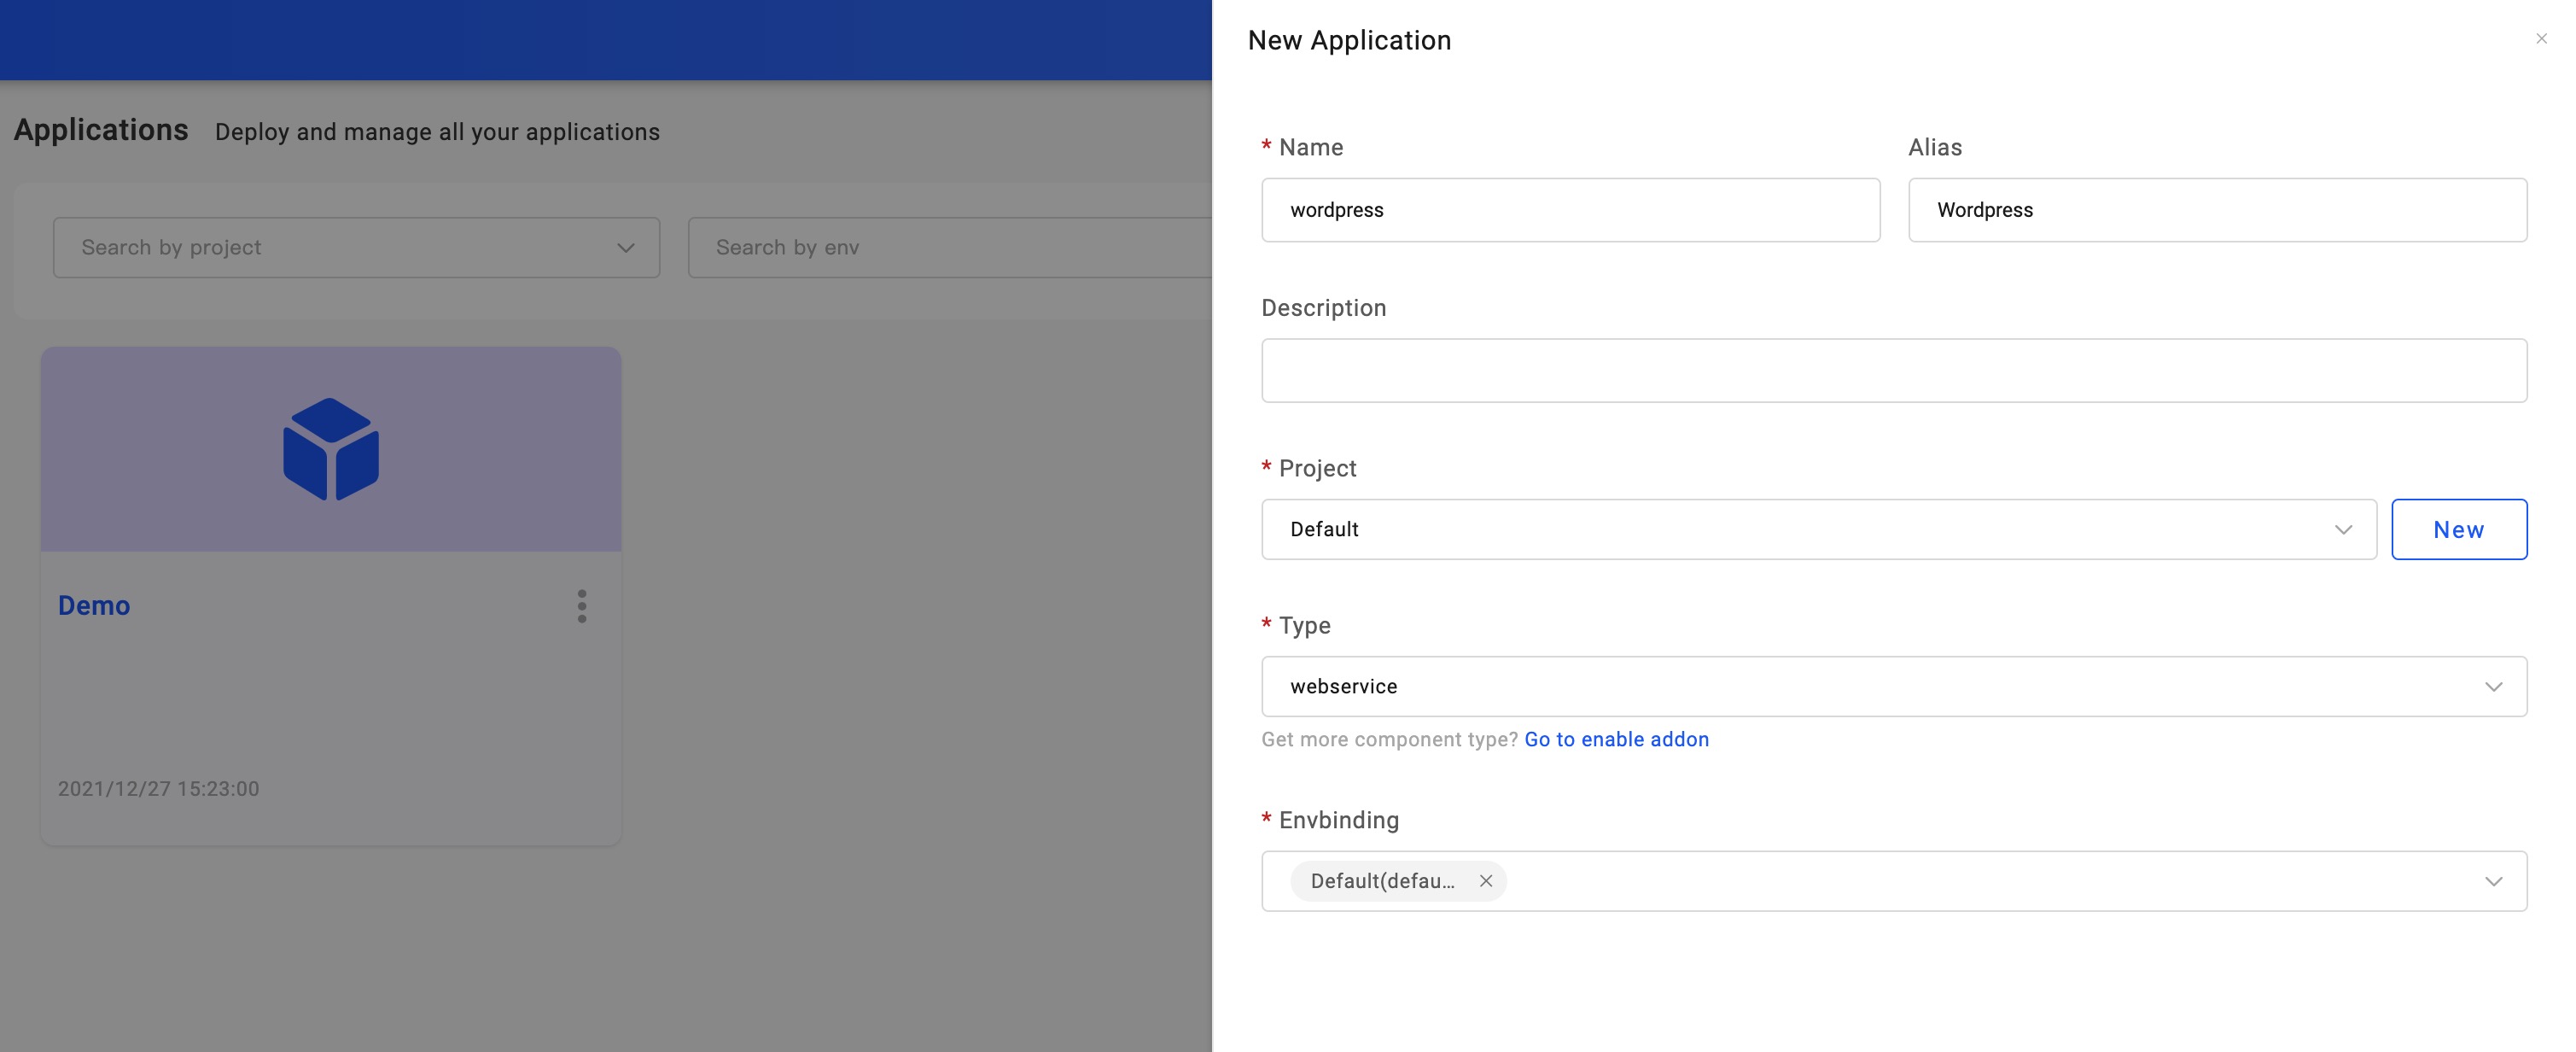 Applications Deploy and manage all your applications
Search by project
Search by env
Demo
2021/12/27 15:23:00
New Application
* Name
wordpress
Alias
Wordpress
Description
* Project
Default
New
* Type
webservice
Get more component type? Go to enable addon
* Envbinding
Default(defau...